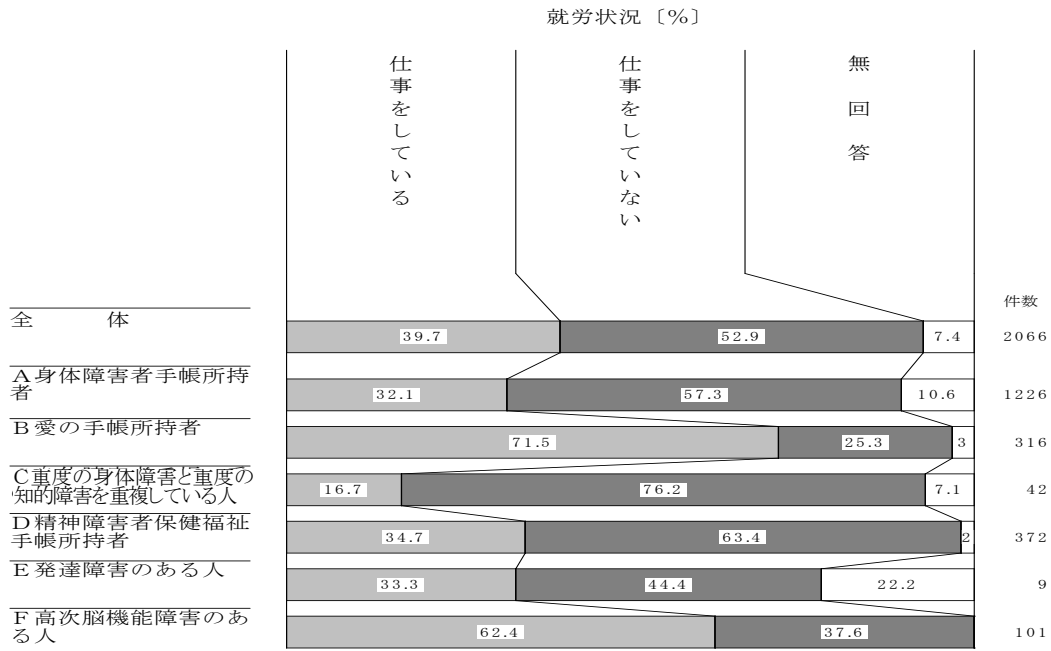 就労状況〔%〕
仕事をしている
仕事をしていない
無回答
件数
全体
39.7
52.9
7.4
2066
A身体障害者手帳所持
者
32.1
57.3
10.6
1226
B愛の手帳所持者
71.5
25.3
3
316
C重度の身体障害と重度の
知的障害を重複している人
16.7
76.2
7.1
42
D精神障害者保健福祉
手帳所持者
34.7
63.4
2
372
E発達障害のある人
33.3
44.4
22.2
9
F高次脳機能障害のあ
る人
62.4
37.6
101